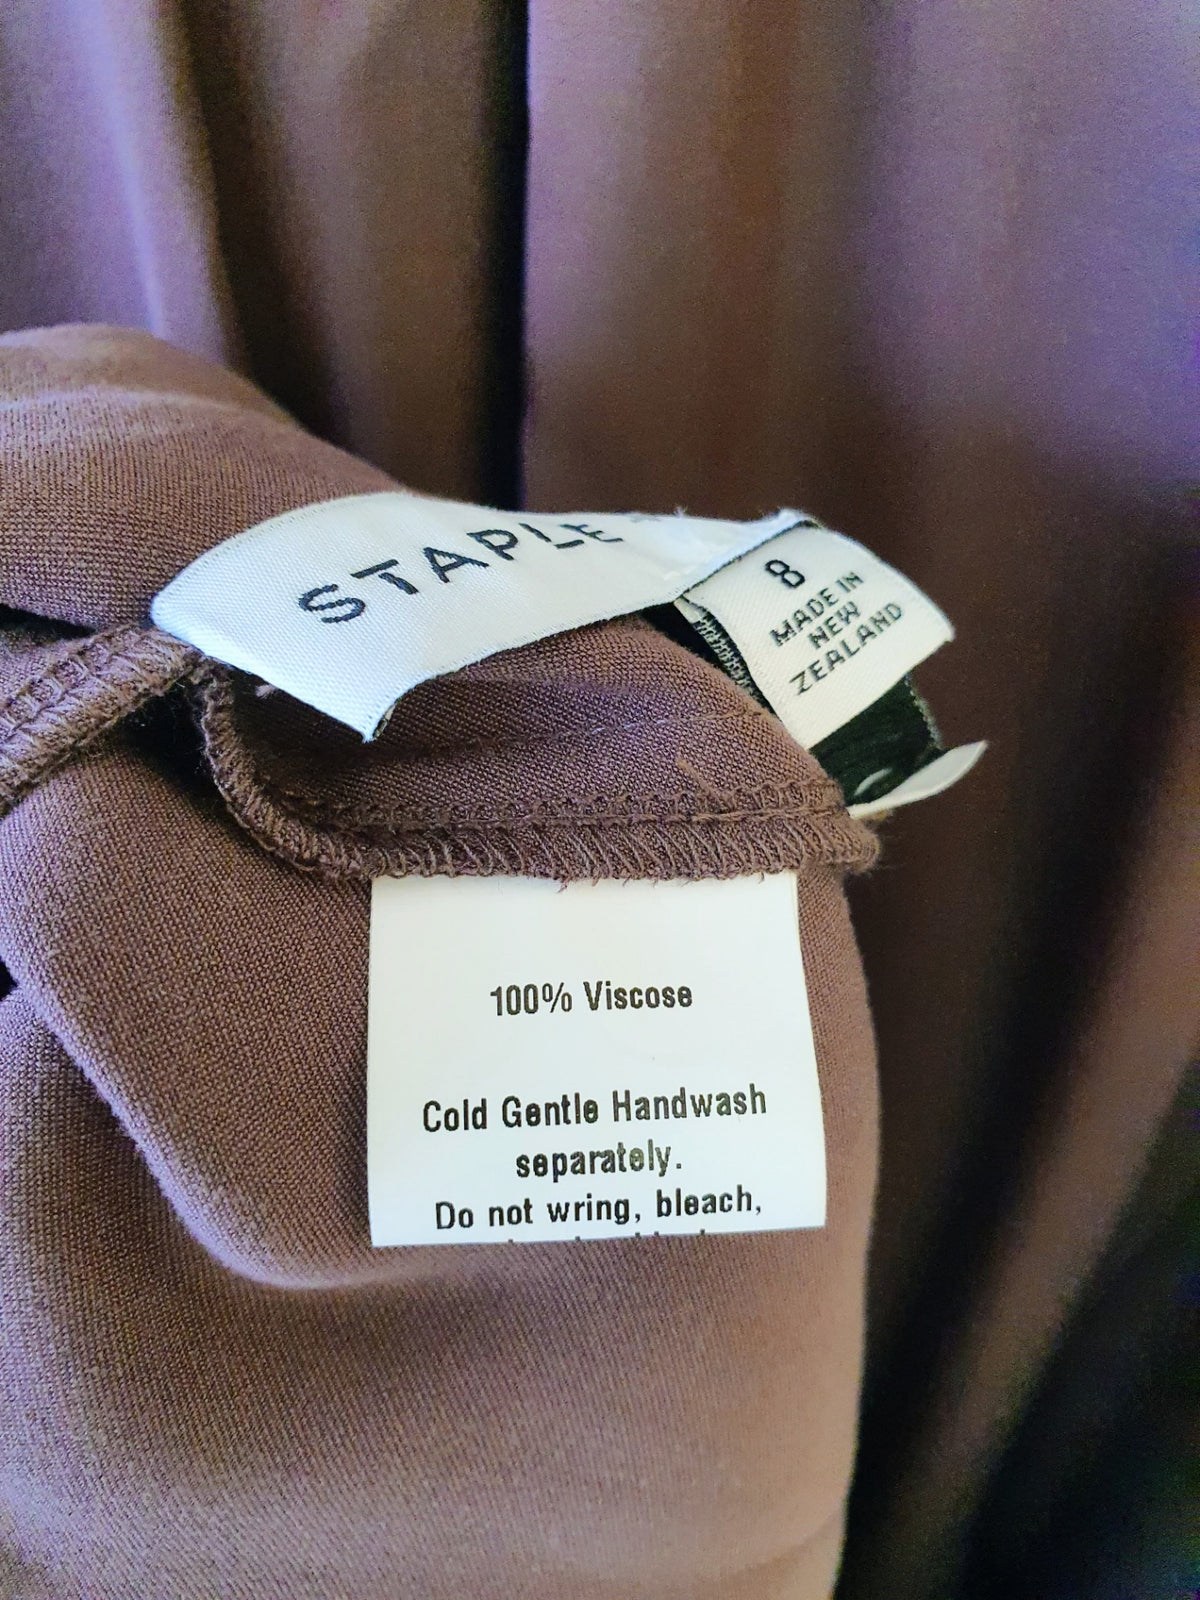 STAPLE
8
MADE IN
NEW
ZEALAND
100% Viscose
Cold Gentle Handwash
separately.
Do not wring, bleach,